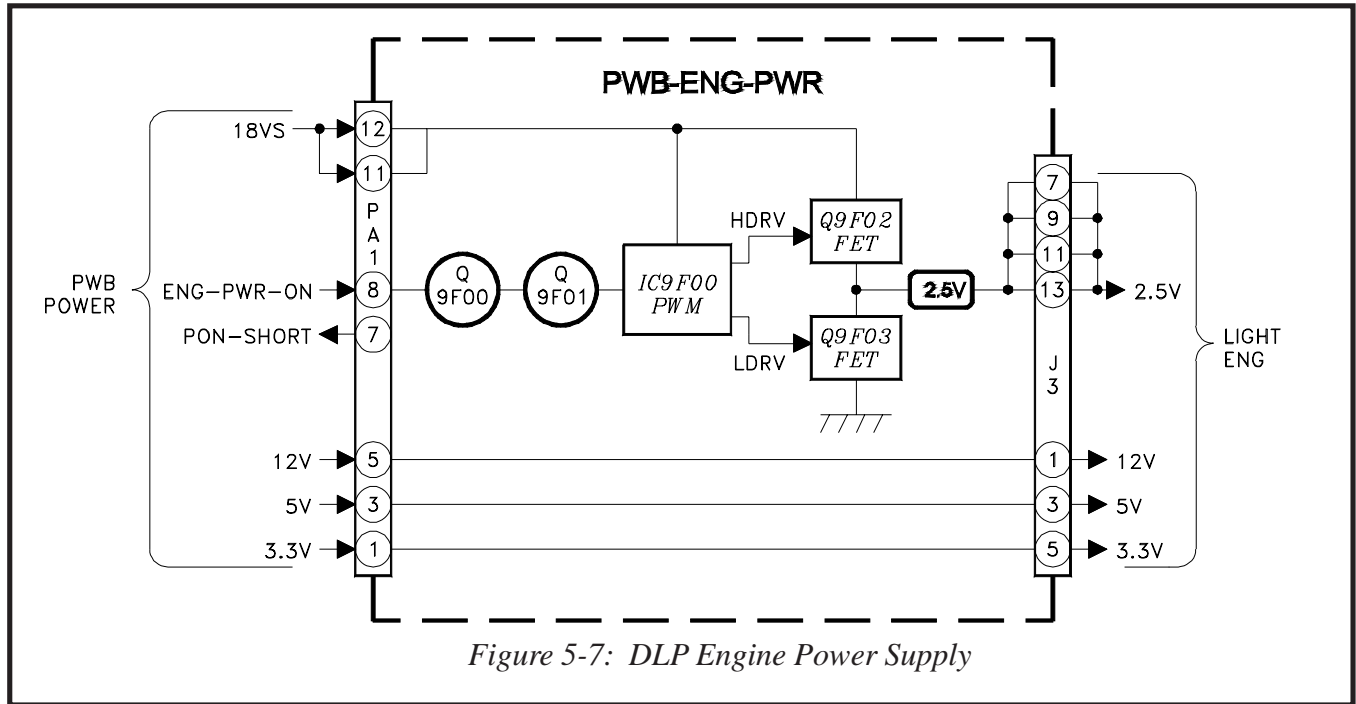 PWB-ENG-PWR
18VS
12
11
P
A
1
PWB
POWER
ENG-PWR-ON
8
PON-SHORT
7
Q
9F00
Q
9F01
IC9F00
PWM
HDRV
LDRV
Q9F02
FET
Q9F03
FET
2.5V
7
9
11
13
2.5V
J
3
LIGHT
ENG
12V
5
1
12V
5V
3
3
5V
3.3V
1
5
3.3V
Figure 5-7: DLP Engine Power Supply